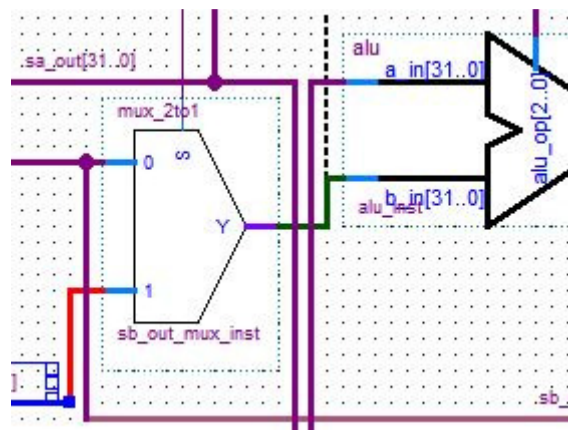 .sa_out[31..0]
alu
a_in[31..0]
mux_2to1
alu_op[2..0]
0
s
b_in[31..0]
alu_inst
Y
1
sb_out_mux_inst
]
.sb_